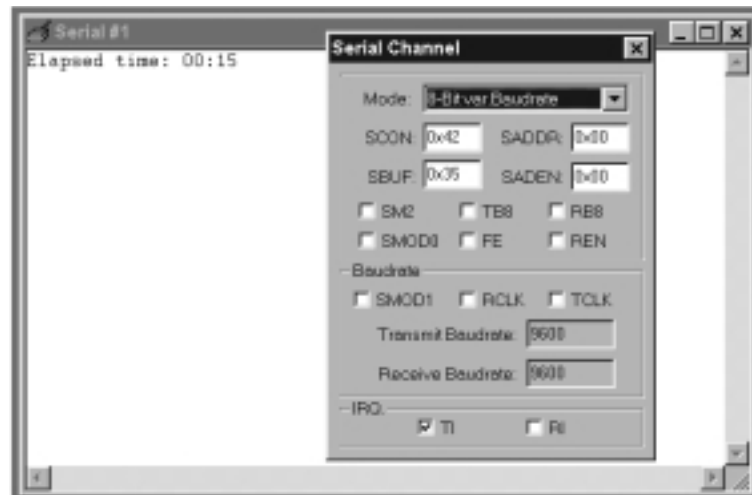 Serial #1
Elapsed time: 00:15
Serial Channel
Mode: 8-Bit var.Baudrate
SCON: 0x42 SADDR: 0x00
SBUF: 0x35 SADEN: 0x00
SM2 TB8 RB8
SMOD0 FE REN
Baudrate
SMOD1 RCLK TCLK
Transmit Baudrate: 9600
Receive Baudrate: 9600
IRQ
TI RI